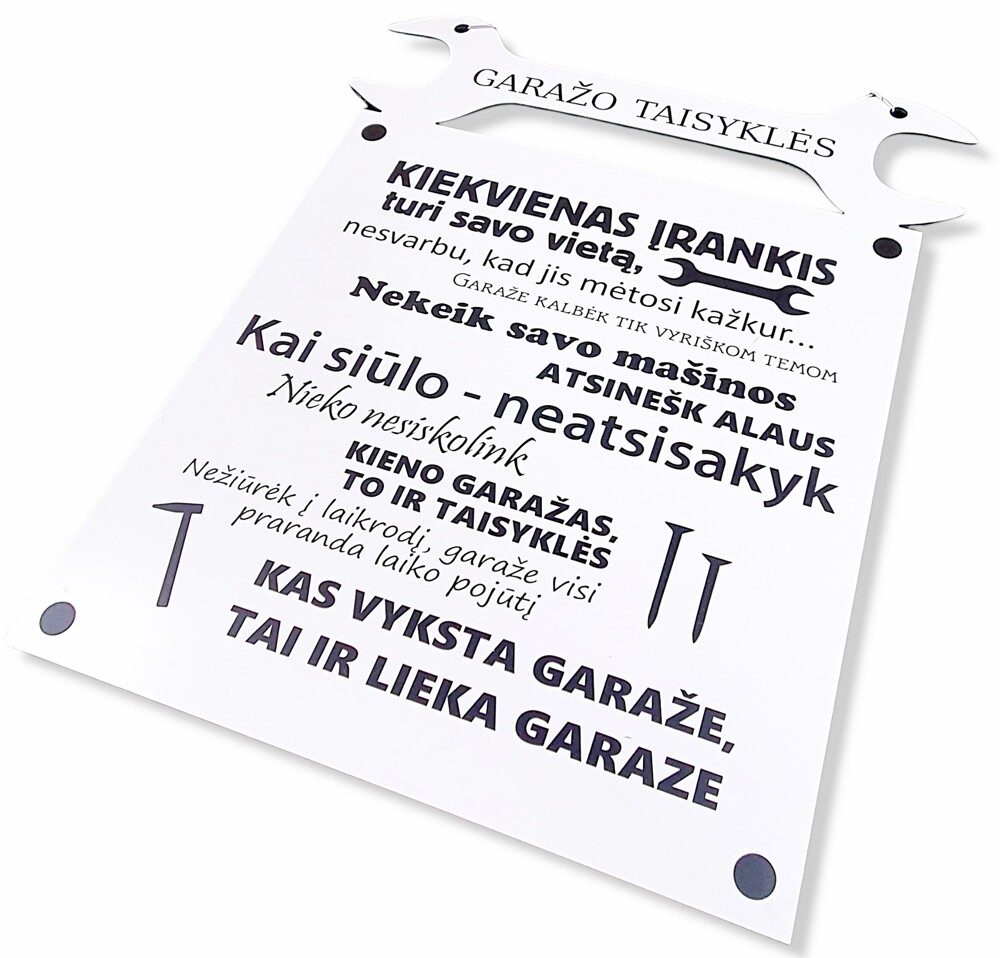 GARAŽO TAISYKLĖS
KIEKVIENAS ĮRANKIS
turi savo vietą,
nesvarbu, kad jis mėtosi kažkur...
GARAŽE KALBĖK TIK VYRIŠKOM TEMOM
Nekeik savo mašinos
ATSINEŠK ALAUS
Kai siūlo - neatsisakyk
Nieko nesiskolink
KIENO GARAŽAS,
TO IR TAISYKLĖS
Nežiūrėk į laikrodį, garaže visi
praranda laiko pojūtį
KAS VYKSTA GARAŽE,
TAI IR LIEKA GARAZE